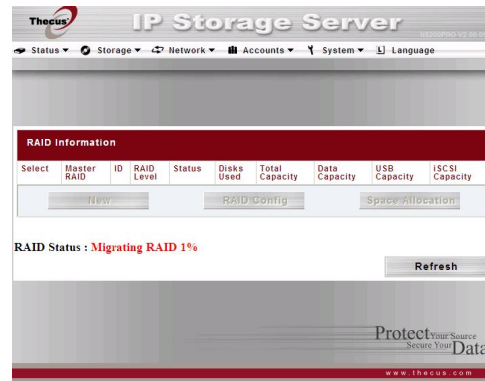 Thecus
IP Storage Server
Status Storage Network Accounts System Language
RAID Information
Select Master RAID ID RAID Level Status Disks Used Total Capacity Data Capacity USB Capacity iSCSI Capacity
New RAID Config Space Allocation
RAID Status : Migrating RAID 1%
Refresh
Protect Your Source
Secure Your Data
www.thecus.com